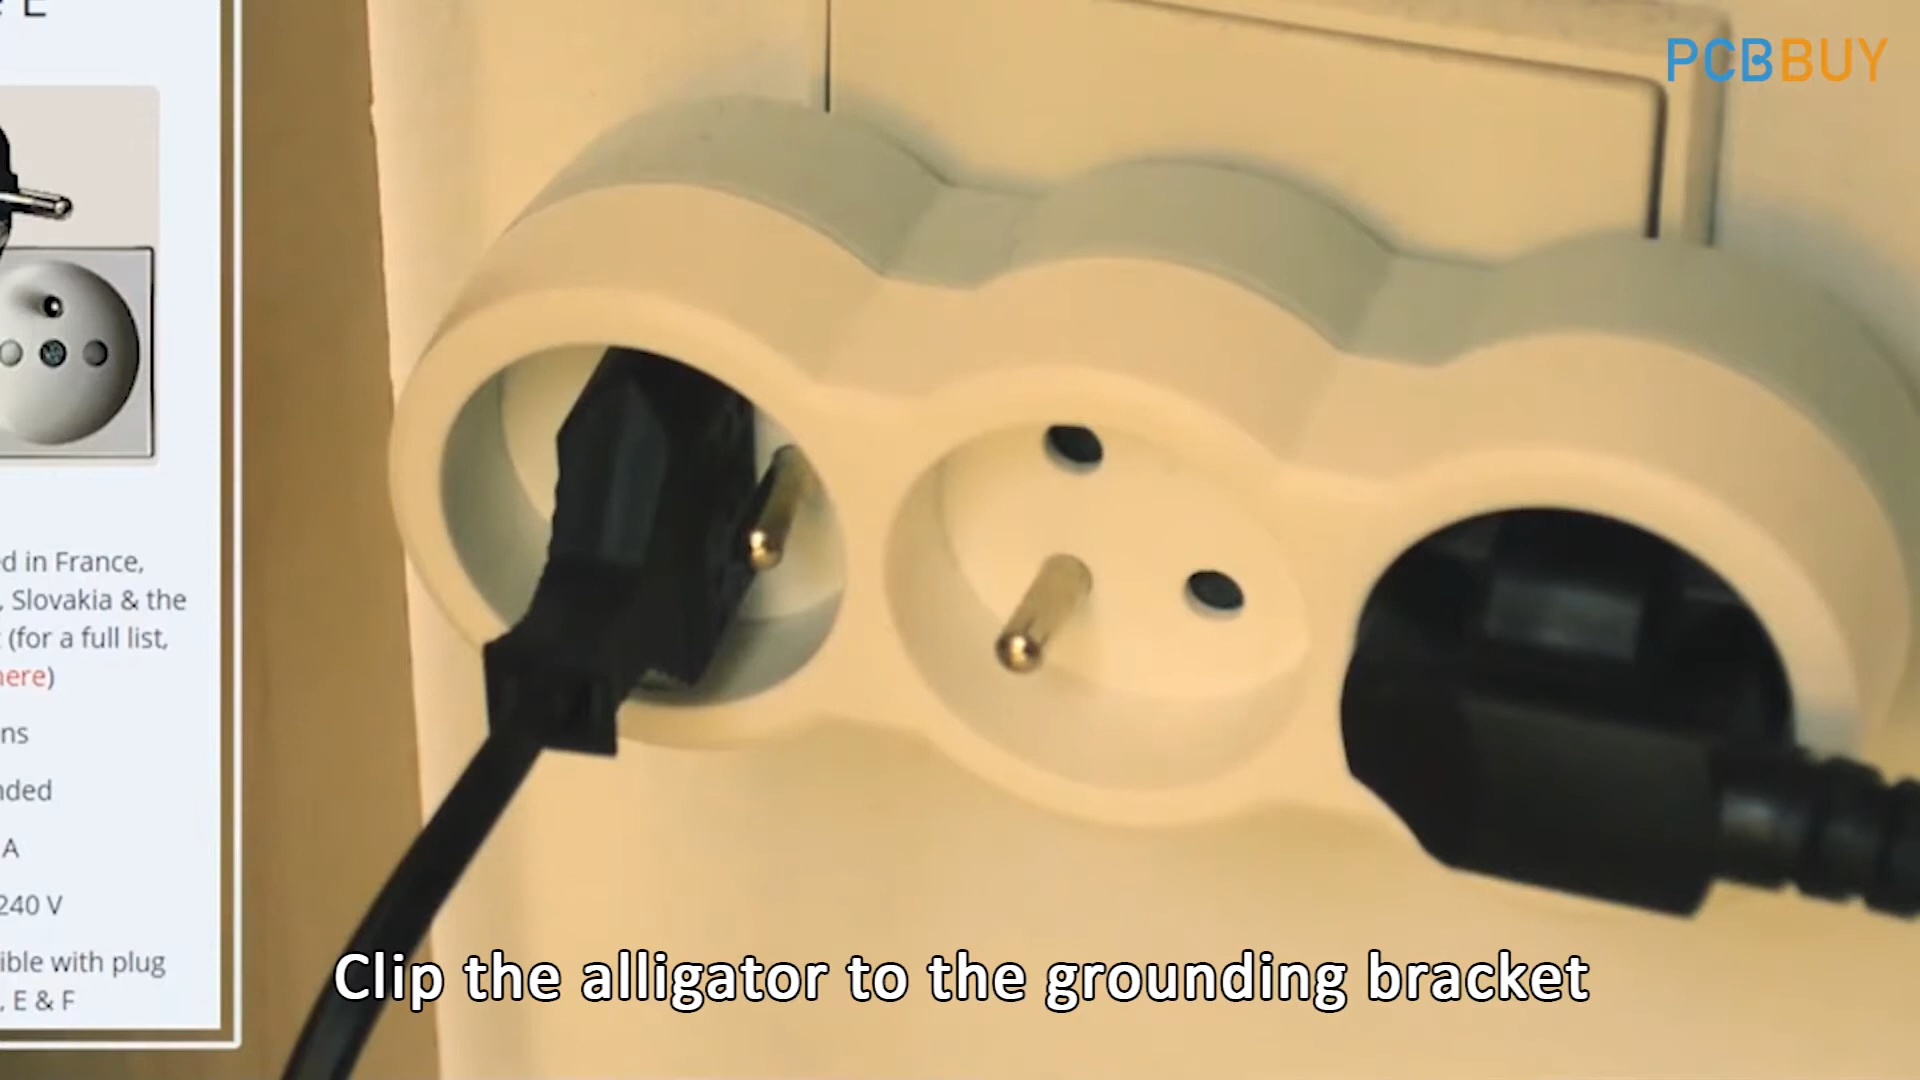 E
PCBBUY
d in France,
, Slovakia & the
(for a full list,
here)
ns
nded
A
240 V
ible with plug
, E & F
Clip the alligator to the grounding bracket